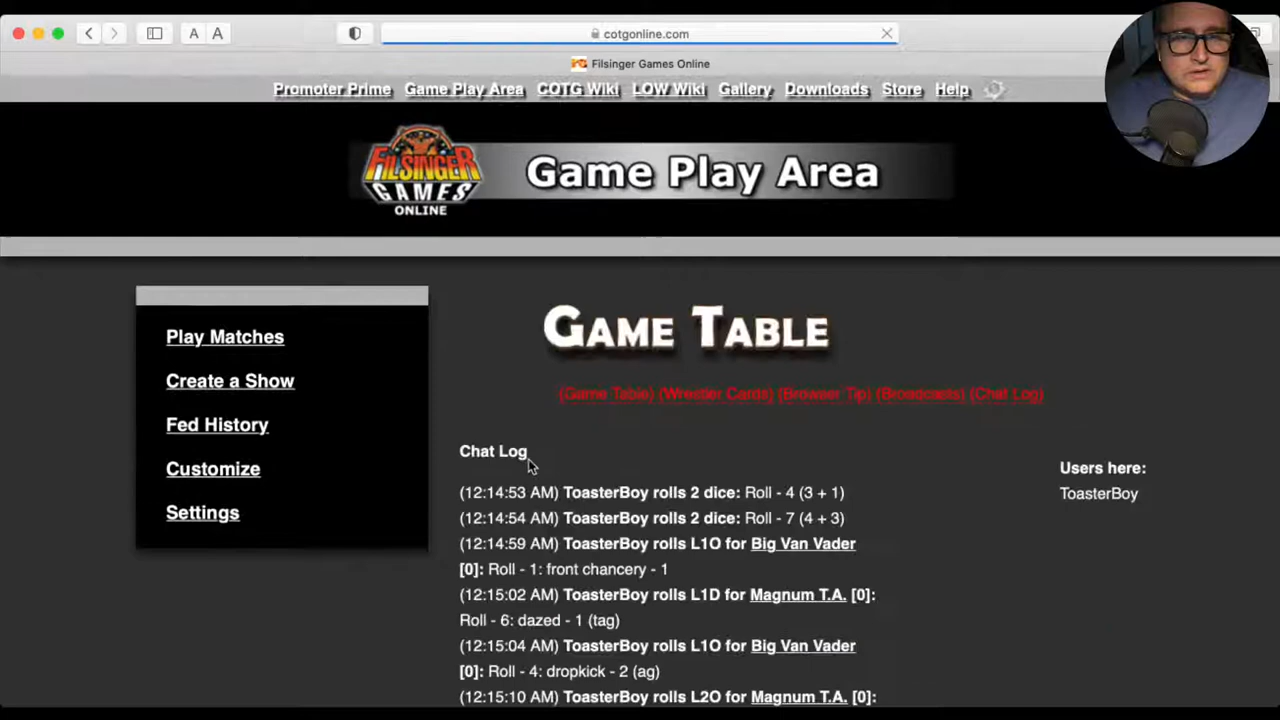 A A cotgonline.com
Filsinger Games Online
Promoter Prime Game Play Area COTG Wiki LOW Wiki Gallery Downloads Store Help
FILSINGER GAMES ONLINE Game Play Area
Play Matches
Create a Show
Fed History
Customize
Settings
GAME TABLE
(Game Table) (Wrestler Cards) (Browser Tip) (Broadcasts) (Chat Log)
Chat Log
(12:14:53 AM) ToasterBoy rolls 2 dice: Roll - 4 (3 + 1)
(12:14:54 AM) ToasterBoy rolls 2 dice: Roll - 7 (4 + 3)
(12:14:59 AM) ToasterBoy rolls L1O for Big Van Vader
[0]: Roll - 1: front chancery - 1
(12:15:02 AM) ToasterBoy rolls L1D for Magnum T.A. [0]:
Roll - 6: dazed - 1 (tag)
(12:15:04 AM) ToasterBoy rolls L1O for Big Van Vader
[0]: Roll - 4: dropkick - 2 (ag)
(12:15:10 AM) ToasterBoy rolls L2O for Magnum T.A. [0]:
Users here:
ToasterBoy